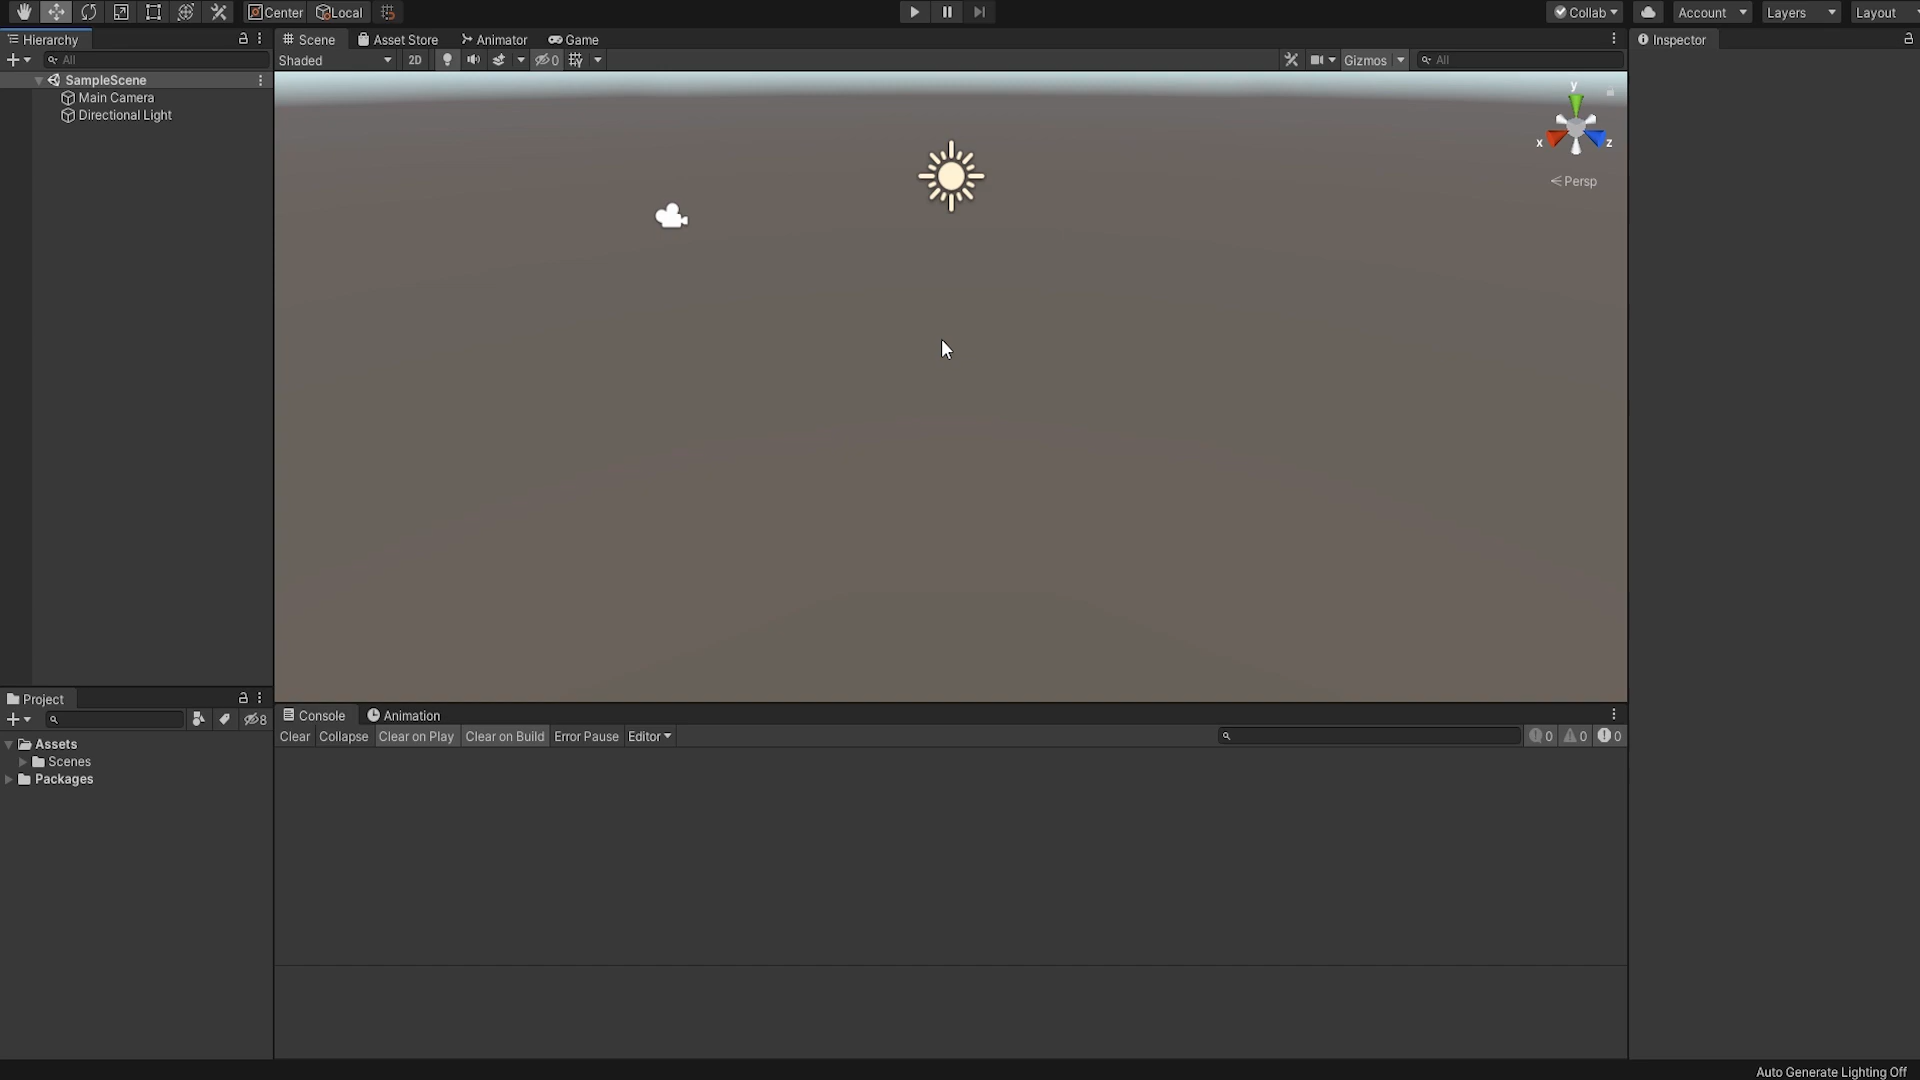 Center Local Collab Account Layers Layout
Hierarchy Scene Asset Store Animator Game Inspector
All Shaded 2D 0 Gizmos All
SampleScene
Main Camera
Directional Light
y
x z
Persp
Project Console Animation
8 Clear Collapse Clear on Play Clear on Build Error Pause Editor 0 0 0
Assets
Scenes
Packages
Auto Generate Lighting Off